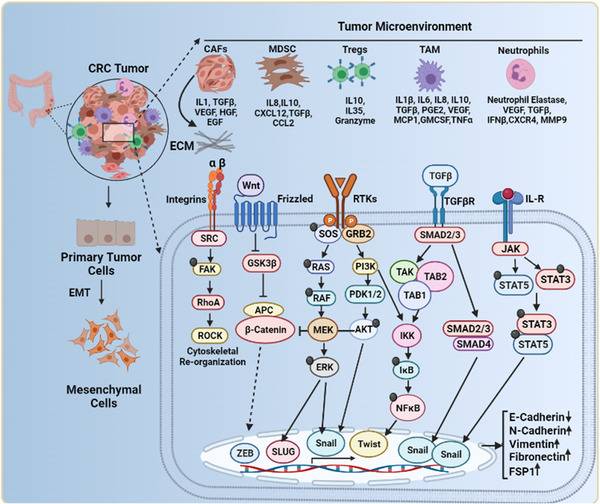 Tumor Microenvironment
CAFs
MDSC
Tregs
TAM
Neutrophils
CRC Tumor
IL1, TGFβ,
VEGF, HGF,
EGF
IL8,IL10,
CXCL12,TGFβ,
CCL2
IL10,
IL35,
Granzyme
IL1β, IL6, IL8, IL10,
TGFβ, PGE2, VEGF,
MCP1,GMCSF,TNFα
Neutrophil Elastase,
VEGF, TGFβ,
IFNβ,CXCR4, MMP9
ECM
α β
Integrins
Wnt
Frizzled
RTKs
TGFβ
TGFβR
IL-R
P
P
SRC
SOS
GRB2
SMAD2/3
JAK
FAK
GSK3β
RAS
PI3K
TAK
TAB2
TAB1
STAT5
STAT3
RhoA
RAF
PDK1/2
APC
β-Catenin
MEK
AKT
IKK
SMAD2/3
SMAD4
STAT3
STAT5
ROCK
Cytoskeletal
Re-organization
ERK
IκB
NFκB
Primary Tumor
Cells
EMT
Mesenchymal
Cells
ZEB
SLUG
Snail
Twist
Snail
Snail
E-Cadherin↓
N-Cadherin↑
Vimentin↑
Fibronectin↑
FSP1↑